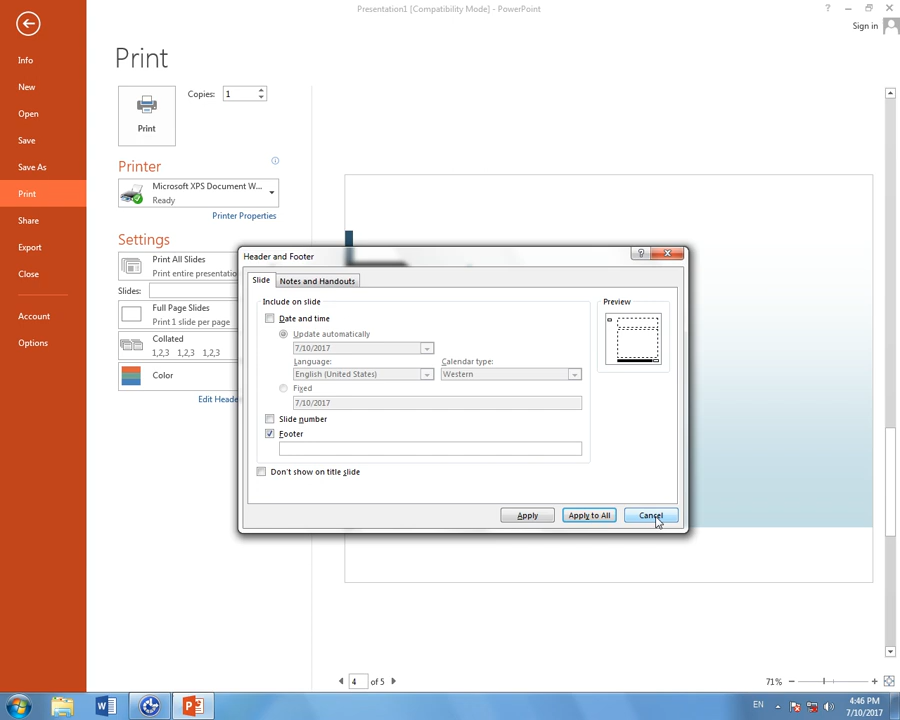 Presentation1 [Compatibility Mode] - PowerPoint
?
Sign in
Info
New
Open
Save
Save As
Print
Share
Export
Close
Account
Options
Print
Print
Copies: 1
Printer
Microsoft XPS Document W...
Ready
Printer Properties
Settings
Print All Slides
Print entire presentatio
Slides:
Full Page Slides
Print 1 slide per page
Collated
1,2,3 1,2,3 1,2,3
Color
Edit Heade
Header and Footer
?
Slide
Notes and Handouts
Include on slide
Date and time
Update automatically
7/10/2017
Language:
Calendar type:
English (United States)
Western
Fixed
7/10/2017
Slide number
Footer
Don't show on title slide
Preview
Apply
Apply to All
Cancel
4 of 5
71%
EN
4:46 PM
7/10/2017